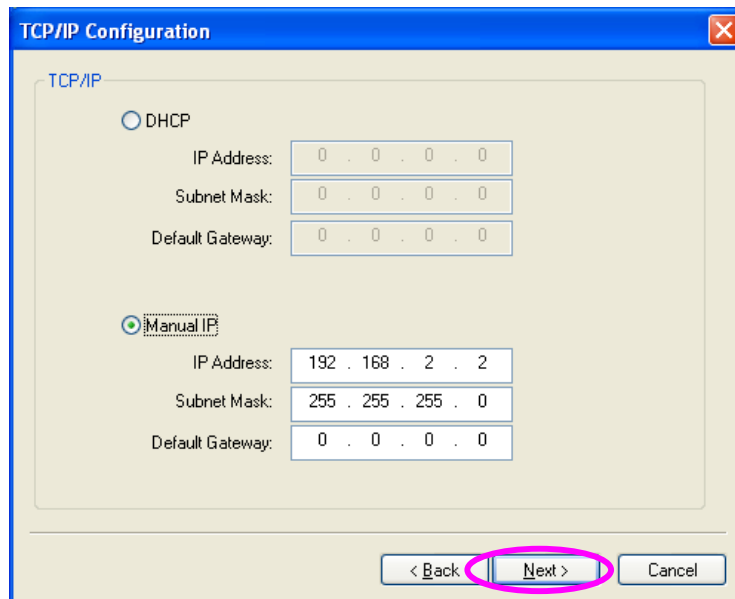 TCP/IP Configuration
TCP/IP
DHCP
IP Address: 0 . 0 . 0 . 0
Subnet Mask: 0 . 0 . 0 . 0
Default Gateway: 0 . 0 . 0 . 0
Manual IP
IP Address: 192 . 168 . 2 . 2
Subnet Mask: 255 . 255 . 255 . 0
Default Gateway: 0 . 0 . 0 . 0
< Back Next > Cancel